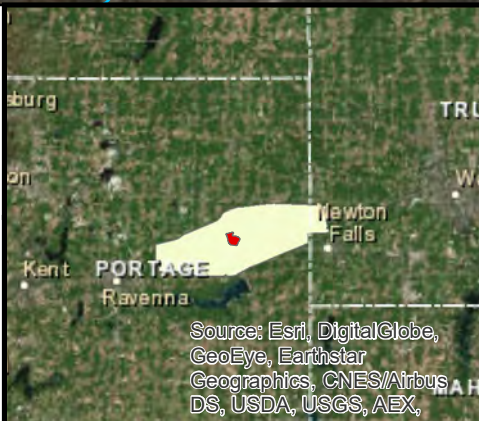 sburg
TRU
on
W
Newton
Falls
Kent
PORTAGE
Ravenna
Source: Esri, DigitalGlobe,
GeoEye, Earthstar
Geographics, CNES/Airbus
DS, USDA, USGS, AEX,
MAH